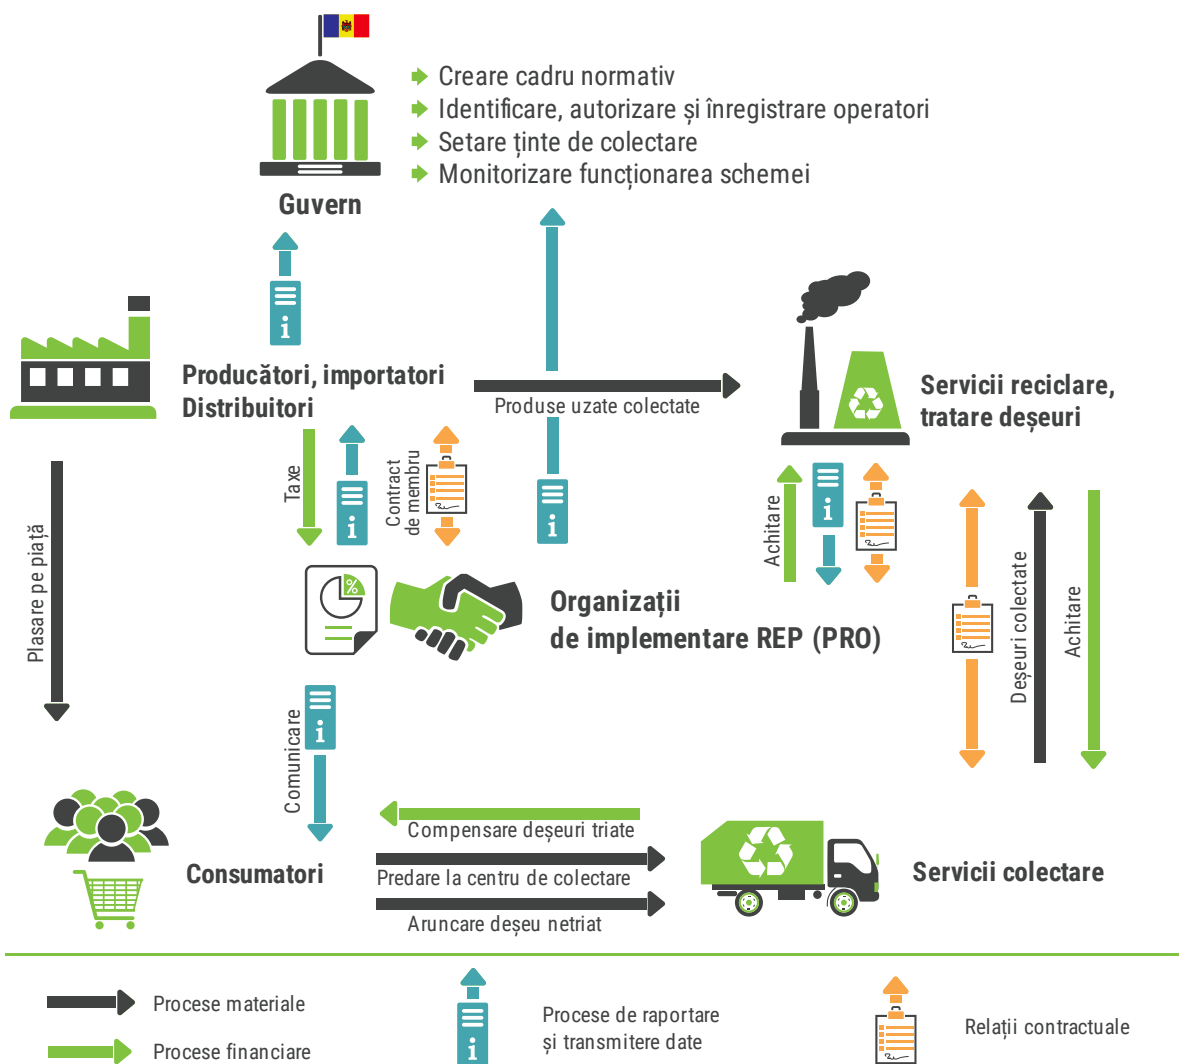 Creare cadru normativ
Identificare, autorizare și înregistrare operatori
Setare ținte de colectare
Monitorizare funcționarea schemei
Guvern
i
Producători, importatori
Distribuitori
Produse uzate colectate
Servicii reciclare,
tratare deșeuri
Taxe
i
Contract
de membru
i
Achitare
i
Plasare pe piață
%
Organizații
de implementare REP (PRO)
Deșeuri colectate
Achitare
Comunicare
i
Compensare deșeuri triate
Consumatori
Predare la centru de colectare
Servicii colectare
Aruncare deșeu netriat
Procese materiale
Procese financiare
i
Procese de raportare
și transmitere date
Relații contractuale